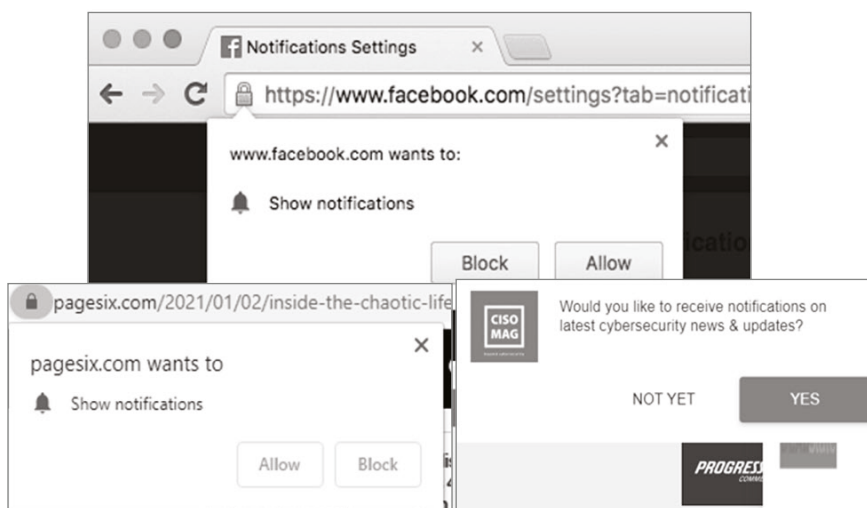 Notifications Settings
https://www.facebook.com/settings?tab=notificati
www.facebook.com wants to:
Show notifications
Block
Allow
pagesix.com/2021/01/02/inside-the-chaotic-life
pagesix.com wants to
Show notifications
Allow
Block
CISO
MAG
Would you like to receive notifications on
latest cybersecurity news & updates?
NOT YET
YES
PROGRESS